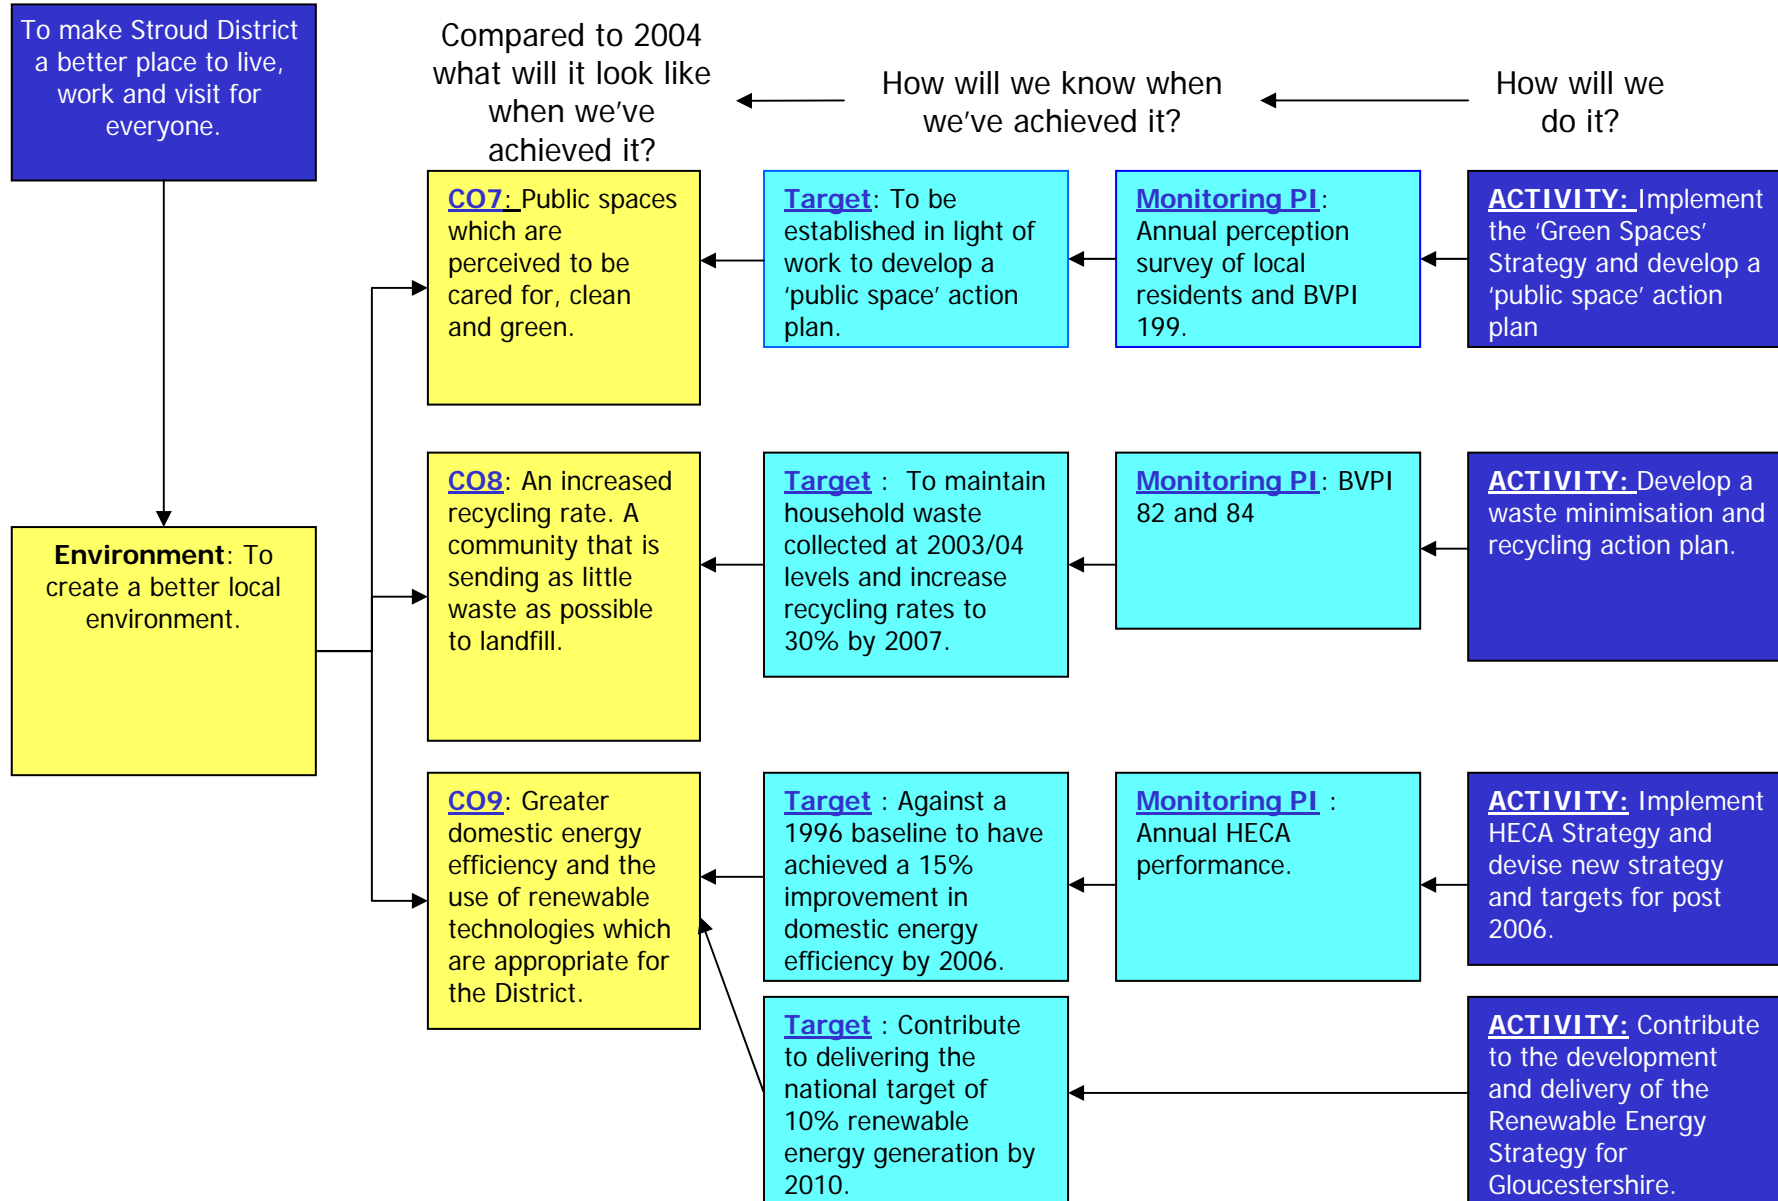 To make Stroud District
a better place to live,
work and visit for
everyone.
Compared to 2004
what will it look like
when we've
achieved it?
How will we know when
we've achieved it?
How will we
do it?
CO7: Public spaces
which are
perceived to be
cared for, clean
and green.
Target: To be
established in light of
work to develop a
‘public space’ action
plan.
Monitoring PI:
Annual perception
survey of local
residents and BVPI
199.
ACTIVITY: Implement
the ‘Green Spaces’
Strategy and develop a
‘public space’ action
plan
Environment: To
create a better local
environment.
CO8: An increased
recycling rate. A
community that is
sending as little
waste as possible
to landfill.
Target : To maintain
household waste
collected at 2003/04
levels and increase
recycling rates to
30% by 2007.
Monitoring PI: BVPI
82 and 84
ACTIVITY: Develop a
waste minimisation and
recycling action plan.
CO9: Greater
domestic energy
efficiency and the
use of renewable
technologies which
are appropriate for
the District.
Target : Against a
1996 baseline to have
achieved a 15%
improvement in
domestic energy
efficiency by 2006.
Monitoring PI :
Annual HECA
performance.
ACTIVITY: Implement
HECA Strategy and
devise new strategy
and targets for post
2006.
Target : Contribute
to delivering the
national target of
10% renewable
energy generation by
2010.
ACTIVITY: Contribute
to the development
and delivery of the
Renewable Energy
Strategy for
Gloucestershire.